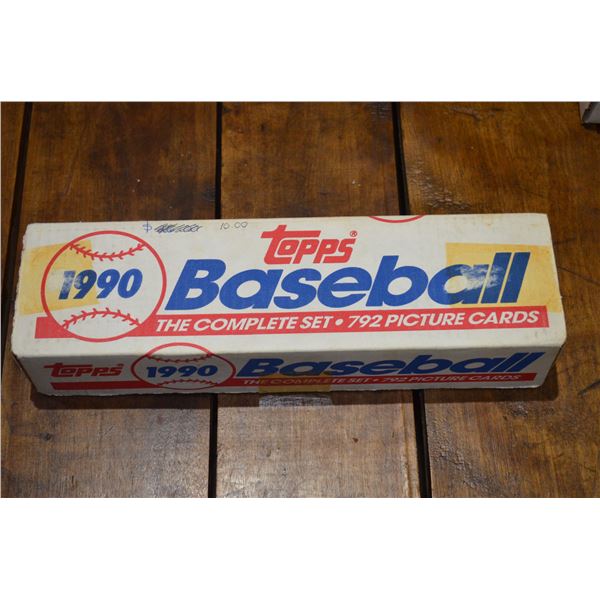 $ 10.00
Topps®
1990 Baseball
THE COMPLETE SET • 792 PICTURE CARDS
Topps 1990 Baseball
THE COMPLETE SET • 792 PICTURE CARDS